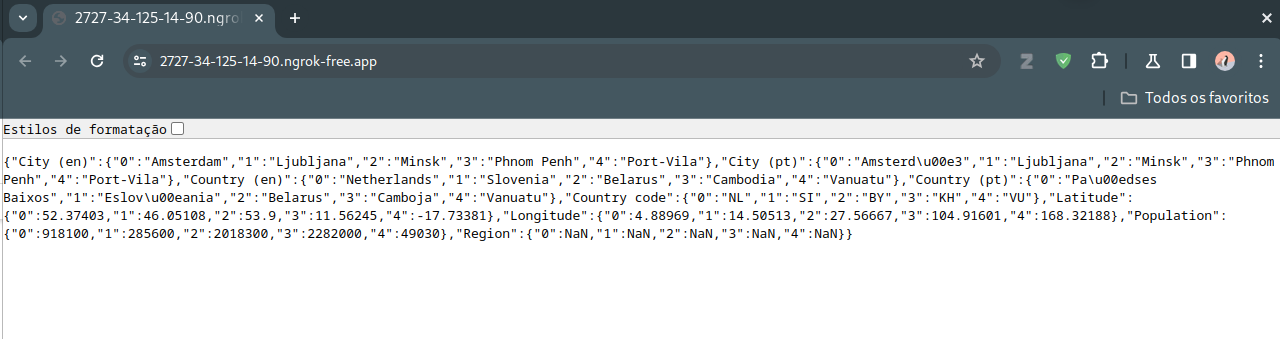 2727-34-125-14-90.ngro
2727-34-125-14-90.ngrok-free.app
Todos os favoritos
Estilos de formatação
{"City (en)":{"0":"Amsterdam","1":"Ljubljana","2":"Minsk","3":"Phnom Penh","4":"Port-Vila"},"City (pt)":{"0":"Amsterd\u00e3","1":"Ljubljana","2":"Minsk","3":"Phnom
Penh","4":"Port-Vila"},"Country (en)":{"0":"Netherlands","1":"Slovenia","2":"Belarus","3":"Cambodia","4":"Vanuatu"},"Country (pt)":{"0":"Pa\u00edses
Baixos","1":"Eslov\u00eania","2":"Belarus","3":"Camboja","4":"Vanuatu"},"Country code":{"0":"NL","1":"SI","2":"BY","3":"KH","4":"VU"},"Latitude":
{"0":52.37403,"1":46.05108,"2":53.9,"3":11.56245,"4":-17.73381},"Longitude":{"0":4.88969,"1":14.50513,"2":27.56667,"3":104.91601,"4":168.32188},"Population":
{"0":918100,"1":285600,"2":2018300,"3":2282000,"4":49030},"Region":{"0":NaN,"1":NaN,"2":NaN,"3":NaN,"4":NaN}}